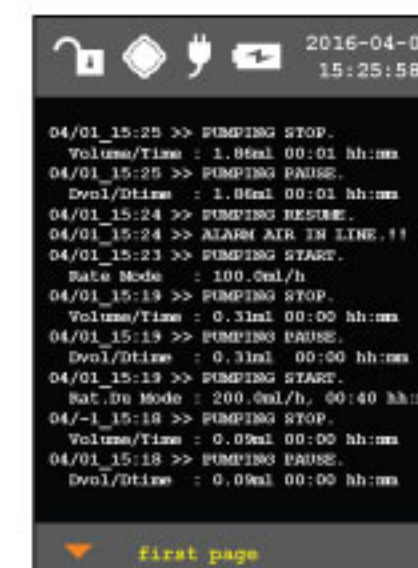 2016-04-0
15:25:58
04/01_15:25 >> PUMPING STOP.
Volume/Time : 1.86ml 00:01 hh:mm
04/01_15:25 >> PUMPING PAUSE.
Dvol/Dtime : 1.06ml 00:01 hh:mm
04/01_15:24 >> PUMPING RESUME.
04/01_15:24 >> ALARM AIR IN LINE.!!
04/01_15:23 >> PUMPING START.
Rate Mode : 100.0ml/h
04/01_15:19 >> PUMPING STOP.
Volume/Time : 0.31ml 00:00 hh:mm
04/01_15:19 >> PUMPING PAUSE.
Dvol/Dtime : 0.31ml 00:00 hh:mm
04/01_15:19 >> PUMPING START.
Rat.Du Mode : 200.0ml/h, 00:40 hh:
04/-1_15:18 >> PUMPING STOP.
Volume/Time : 0.09ml 00:00 hh:mm
04/01_15:18 >> PUMPING PAUSE.
Dvol/Dtime : 0.09ml 00:00 hh:mm
first page